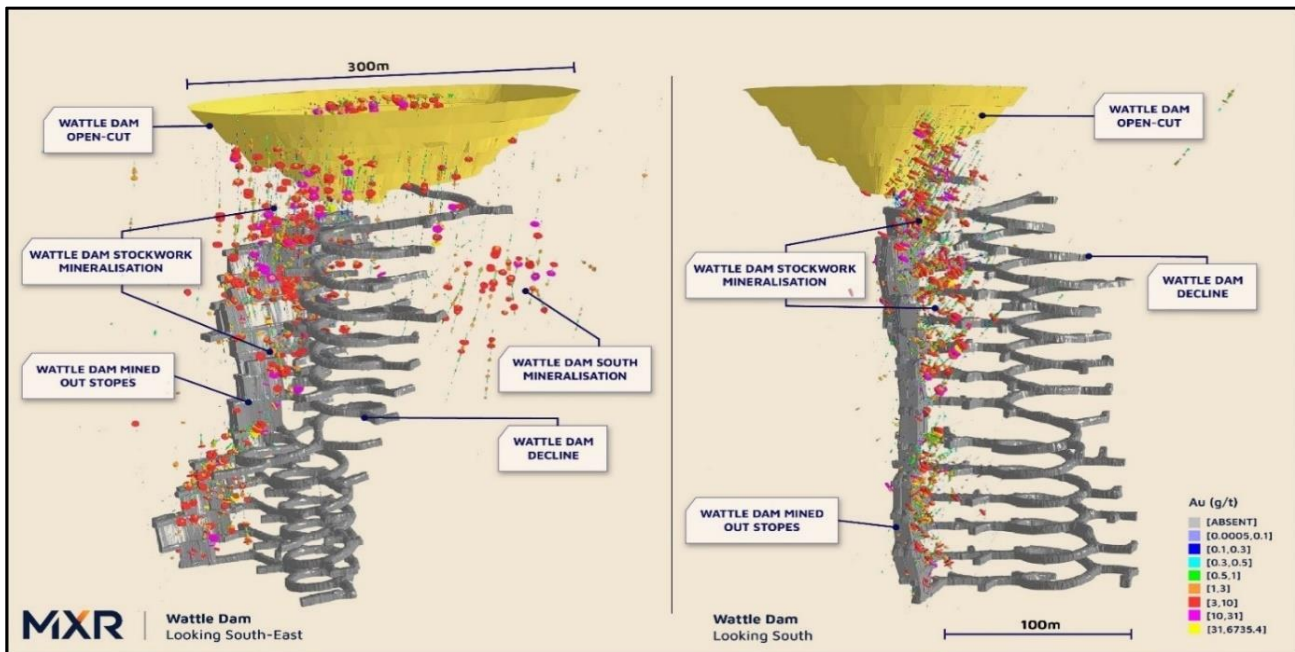 300m
WATTLE DAM
OPEN-CUT
WATTLE DAM STOCKWORK
MINERALISATION
WATTLE DAM MINED
OUT STOPES
WATTLE DAM SOUTH
MINERALISATION
WATTLE DAM
DECLINE
MXR
Wattle Dam
Looking South-East
WATTLE DAM
OPEN-CUT
WATTLE DAM STOCKWORK
MINERALISATION
WATTLE DAM
DECLINE
WATTLE DAM MINED
OUT STOPES
Au (g/t)
[ABSENT]
[0.0005,0.1]
[0.1,0.3]
[0.3,0.5]
[0.5,1]
[1,3]
[3,10]
[10,31]
[31,6735.4]
Wattle Dam
Looking South
100m